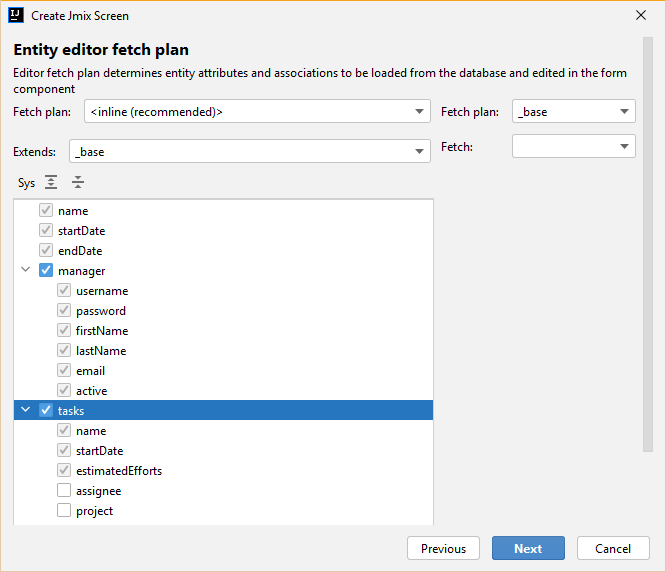 IJ Create Jmix Screen
Entity editor fetch plan
Editor fetch plan determines entity attributes and associations to be loaded from the database and edited in the form
component
Fetch plan: <inline (recommended)> Fetch plan: _base
Extends: _base Fetch:
Sys
name
startDate
endDate
manager
username
password
firstName
lastName
email
active
tasks
name
startDate
estimatedEfforts
assignee
project
Previous Next Cancel